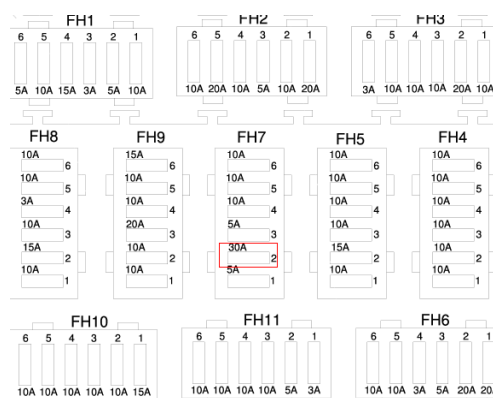 FH1 FH2 FH3
6 5 4 3 2 1 6 5 4 3 2 1 6 5 4 3 2 1
5A 10A 15A 3A 5A 10A 10A 20A 10A 5A 10A 20A 3A 10A 10A 10A 20A 10A
FH8 FH9 FH7 FH5 FH4
10A 15A 10A 10A 10A
6 6 6 6 6
10A 10A 10A 10A 10A
5 5 5 5 5
3A 10A 10A 10A 10A
4 4 4 4 4
10A 20A 5A 10A 10A
3 3 3 3 3
15A 10A 30A 15A 10A
2 2 2 2 2
10A 10A 5A 10A 10A
1 1 1 1 1
FH10 FH11 FH6
6 5 4 3 2 1 6 5 4 3 2 1 6 5 4 3 2 1
10A 10A 10A 10A 10A 15A 10A 10A 10A 10A 5A 3A 10A 10A 3A 5A 20A